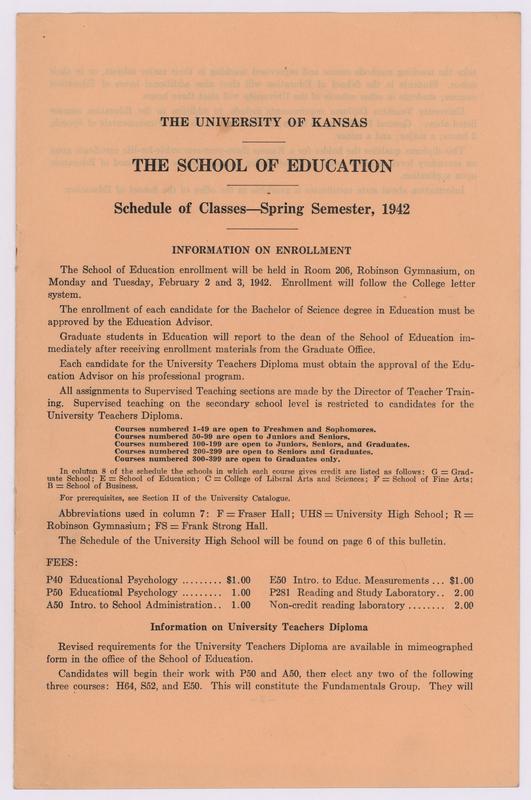 THE UNIVERSITY OF KANSAS
THE SCHOOL OF EDUCATION
Schedule of Classes—Spring Semester, 1942
INFORMATION ON ENROLLMENT
The School of Education enrollment will be held in Room 206, Robinson Gymnasium, on
Monday and Tuesday, February 2 and 3, 1942. Enrollment will follow the College letter
system.
The enrollment of each candidate for the Bachelor of Science degree in Education must be
approved by the Education Advisor.
Graduate students in Education will report to the dean of the School of Education im-
mediately after receiving enrollment materials from the Graduate Office.
Each candidate for the University Teachers Diploma must obtain the approval of the Edu-
cation Advisor on his professional program.
All assignments to Supervised Teaching sections are made by the Director of Teacher Train-
ing. Supervised teaching on the secondary school level is restricted to candidates for the
University Teachers Diploma.
Courses numbered 1-49 are open to Freshmen and Sophomores.
Courses numbered 50-99 are open to Juniors and Seniors.
Courses numbered 100-199 are open to Juniors, Seniors, and Graduates.
Courses numbered 200-299 are open to Seniors and Graduates.
Courses numbered 300-399 are open to Graduates only.
In column 8 of the schedule the schools in which each course gives credit are listed as follows: G = Grad-
uate School; E = School of Education; C = College of Liberal Arts and Sciences; F = School of Fine Arts;
B = School of Business.
For prerequisites, see Section II of the University Catalogue.
Abbreviations used in column 7: F = Fraser Hall; UHS = University High School; R =
Robinson Gymnasium; FS = Frank Strong Hall.
The Schedule of the University High School will be found on page 6 of this bulletin.
FEES:
P40 Educational Psychology ......... $1.00
P50 Educational Psychology ......... 1.00
A50 Intro. to School Administration.. 1.00
E50 Intro. to Educ. Measurements ... $1.00
P281 Reading and Study Laboratory.. 2.00
Non-credit reading laboratory ........ 2.00
Information on University Teachers Diploma
Revised requirements for the University Teachers Diploma are available in mimeographed
form in the office of the School of Education.
Candidates will begin their work with P50 and A50, then elect any two of the following
three courses: H64, S52, and E50. This will constitute the Fundamentals Group. They will